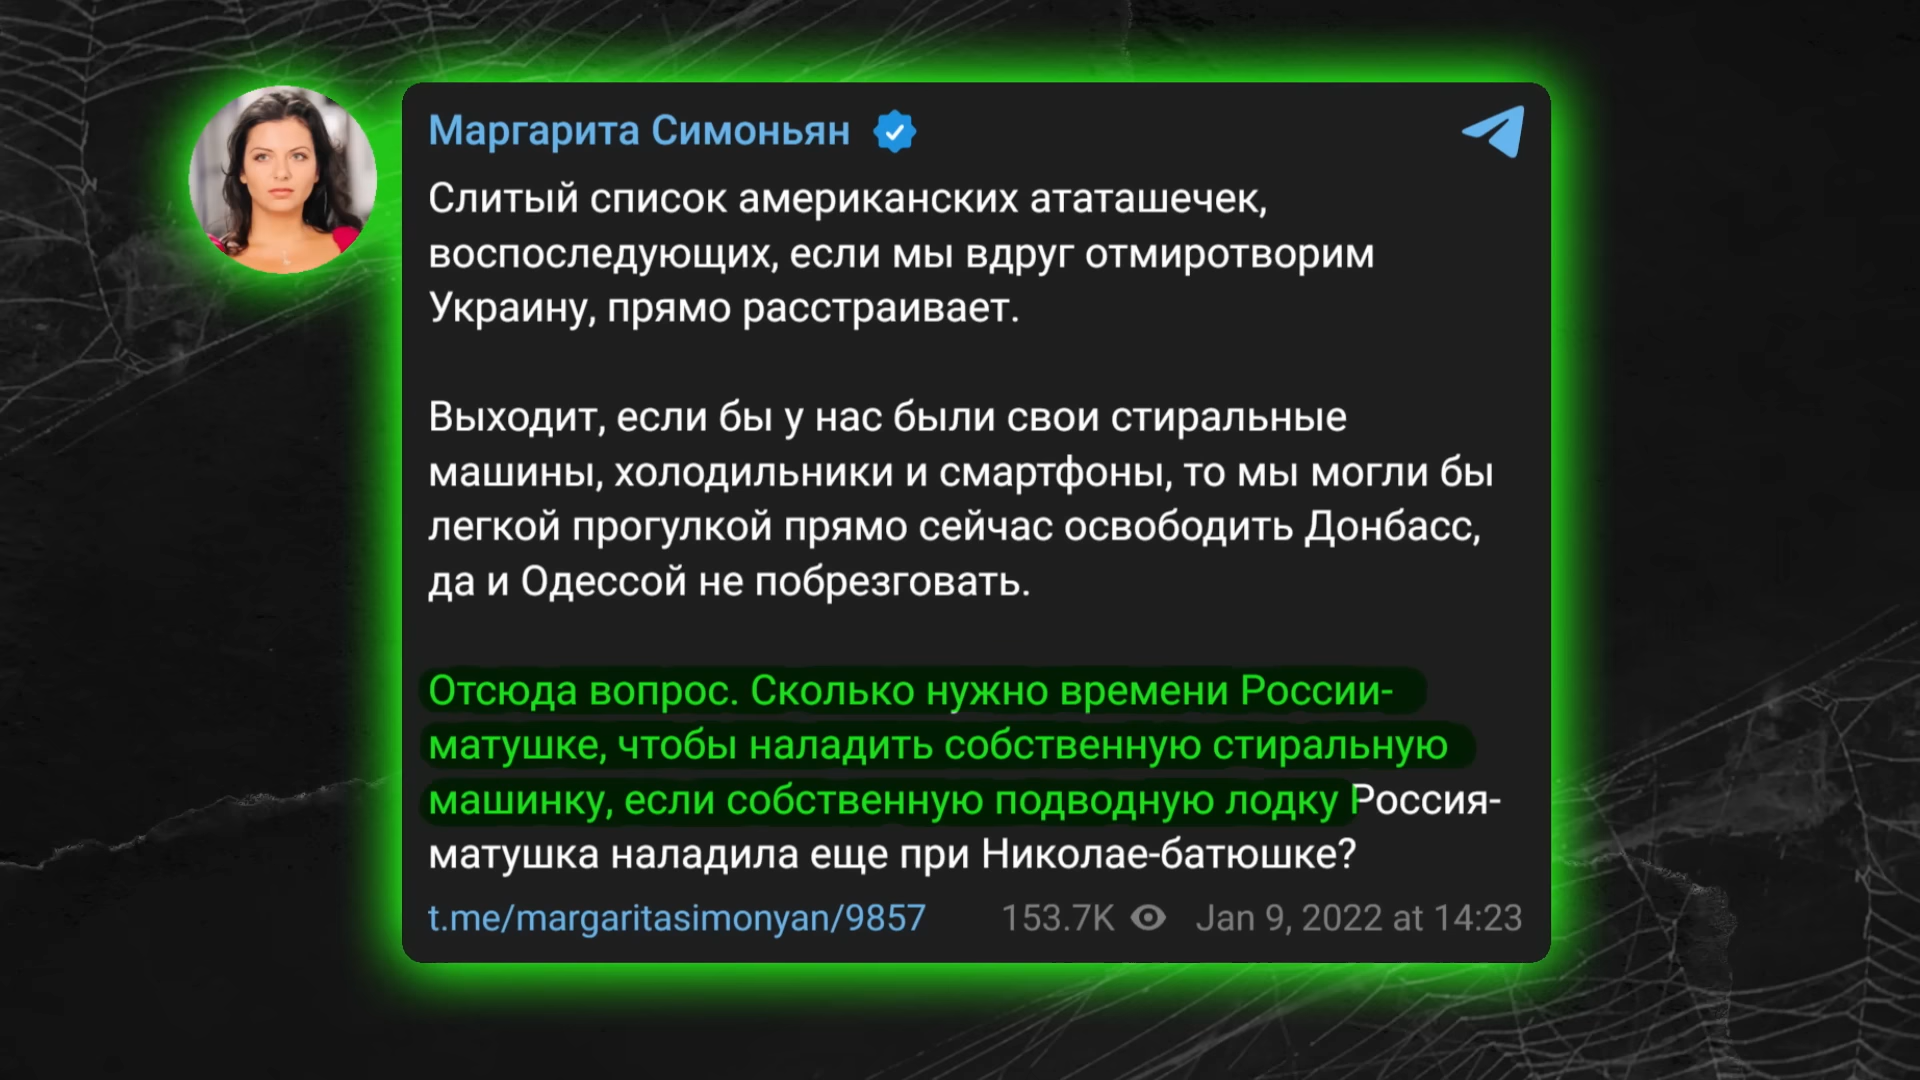 Маргарита Симоньян
Слитый список американских ататашечек,
воспоследующих, если мы вдруг отмиротворим
Украину, прямо расстраивает.
Выходит, если бы у нас были свои стиральные
машины, холодильники и смартфоны, то мы могли бы
легкой прогулкой прямо сейчас освободить Донбасс,
да и Одессой не побрезговать.
Отсюда вопрос. Сколько нужно времени России-
матушке, чтобы наладить собственную стиральную
машинку, если собственную подводную лодку Россия-
матушка наладила еще при Николае-батюшке?
t.me/margaritasimonyan/9857 153.7K Jan 9, 2022 at 14:23